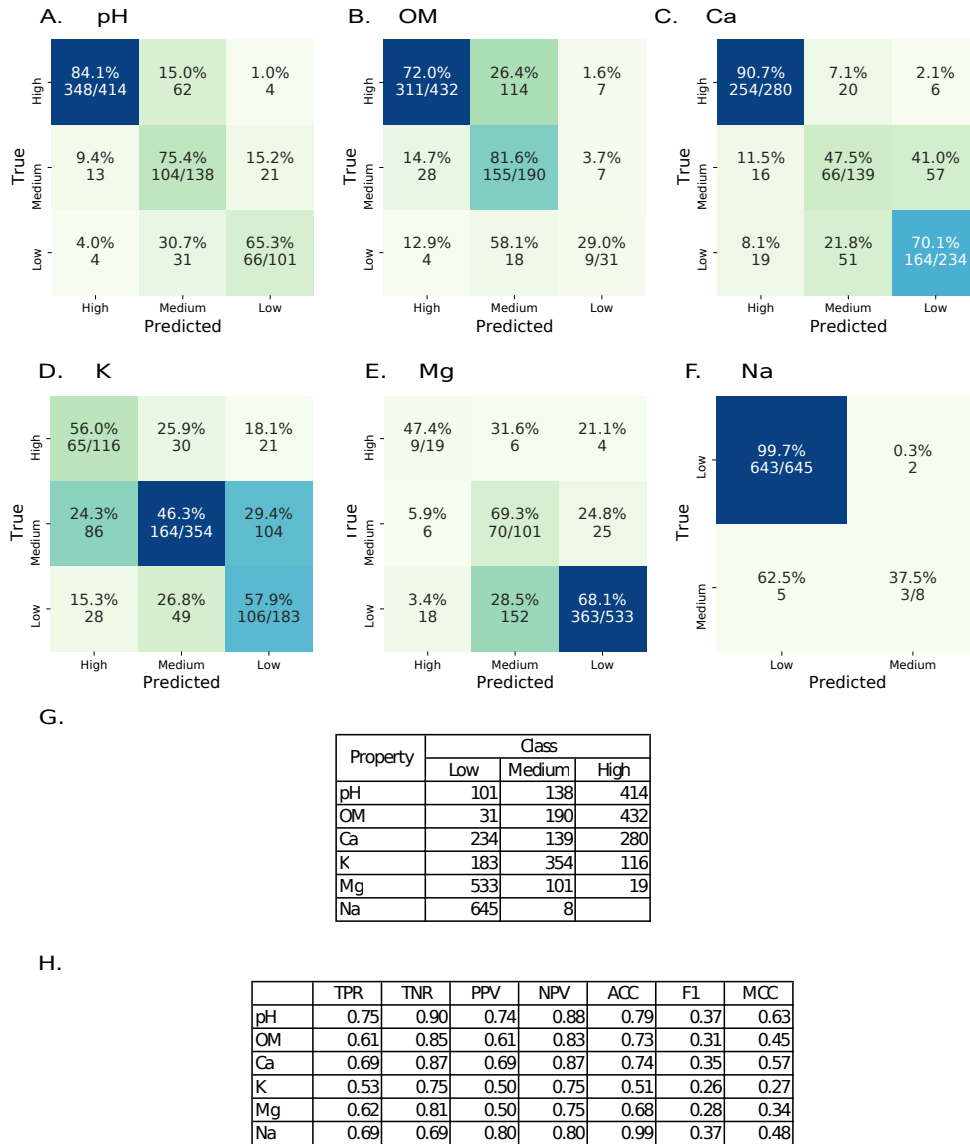 A. pH B. OM C. Ca
84.1% 15.0% 1.0% 72.0% 26.4% 1.6% 90.7% 7.1% 2.1%
348/414 62 4 311/432 114 7 254/280 20 6
High High High
9.4% 75.4% 15.2% 14.7% 81.6% 3.7% 11.5% 47.5% 41.0%
13 104/138 21 28 155/190 7 16 66/139 57
True Medium True Medium True Medium
4.0% 30.7% 65.3% 12.9% 58.1% 29.0% 8.1% 21.8% 70.1%
4 31 66/101 4 18 9/31 19 51 164/234
Low Low Low
High Medium Low High Medium Low High Medium Low
Predicted Predicted Predicted
D. K E. Mg F. Na
56.0% 25.9% 18.1% 47.4% 31.6% 21.1% 99.7% 0.3%
65/116 30 21 9/19 6 4 643/645 2
High High Low
24.3% 46.3% 29.4% 5.9% 69.3% 24.8%
86 164/354 104 6 70/101 25
True Medium True Medium True
15.3% 26.8% 57.9% 3.4% 28.5% 68.1% 62.5% 37.5%
28 49 106/183 18 152 363/533 5 3/8
Low Low Medium
High Medium Low High Medium Low Low Medium
Predicted Predicted Predicted
G.
Property Class
Low Medium High
pH 101 138 414
OM 31 190 432
Ca 234 139 280
K 183 354 116
Mg 533 101 19
Na 645 8
H.
TPR TNR PPV NPV ACC F1 MCC
pH 0.75 0.90 0.74 0.88 0.79 0.37 0.63
OM 0.61 0.85 0.61 0.83 0.73 0.31 0.45
Ca 0.69 0.87 0.69 0.87 0.74 0.35 0.57
K 0.53 0.75 0.50 0.75 0.51 0.26 0.27
Mg 0.62 0.81 0.50 0.75 0.68 0.28 0.34
Na 0.69 0.69 0.80 0.80 0.99 0.37 0.48